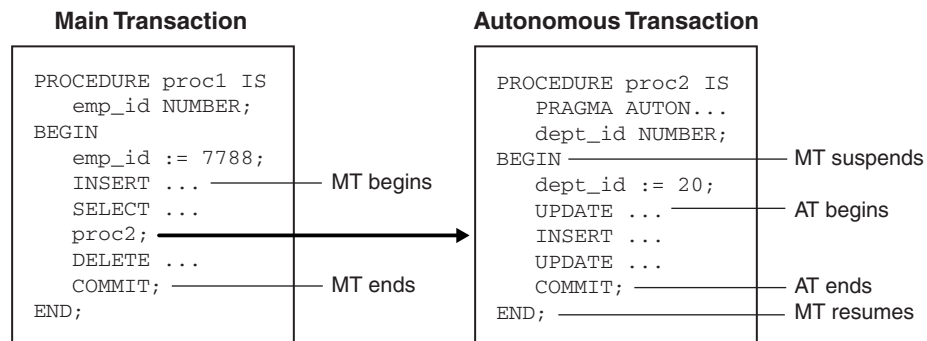 Main Transaction
PROCEDURE proc1 IS
emp_id NUMBER;
BEGIN
emp_id := 7788;
INSERT ... MT begins
SELECT ...
proc2;
DELETE ...
COMMIT; MT ends
END;
Autonomous Transaction
PROCEDURE proc2 IS
PRAGMA AUTON...
dept_id NUMBER;
BEGIN MT suspends
dept_id := 20;
UPDATE ... AT begins
INSERT ...
UPDATE ...
COMMIT; AT ends
END; MT resumes